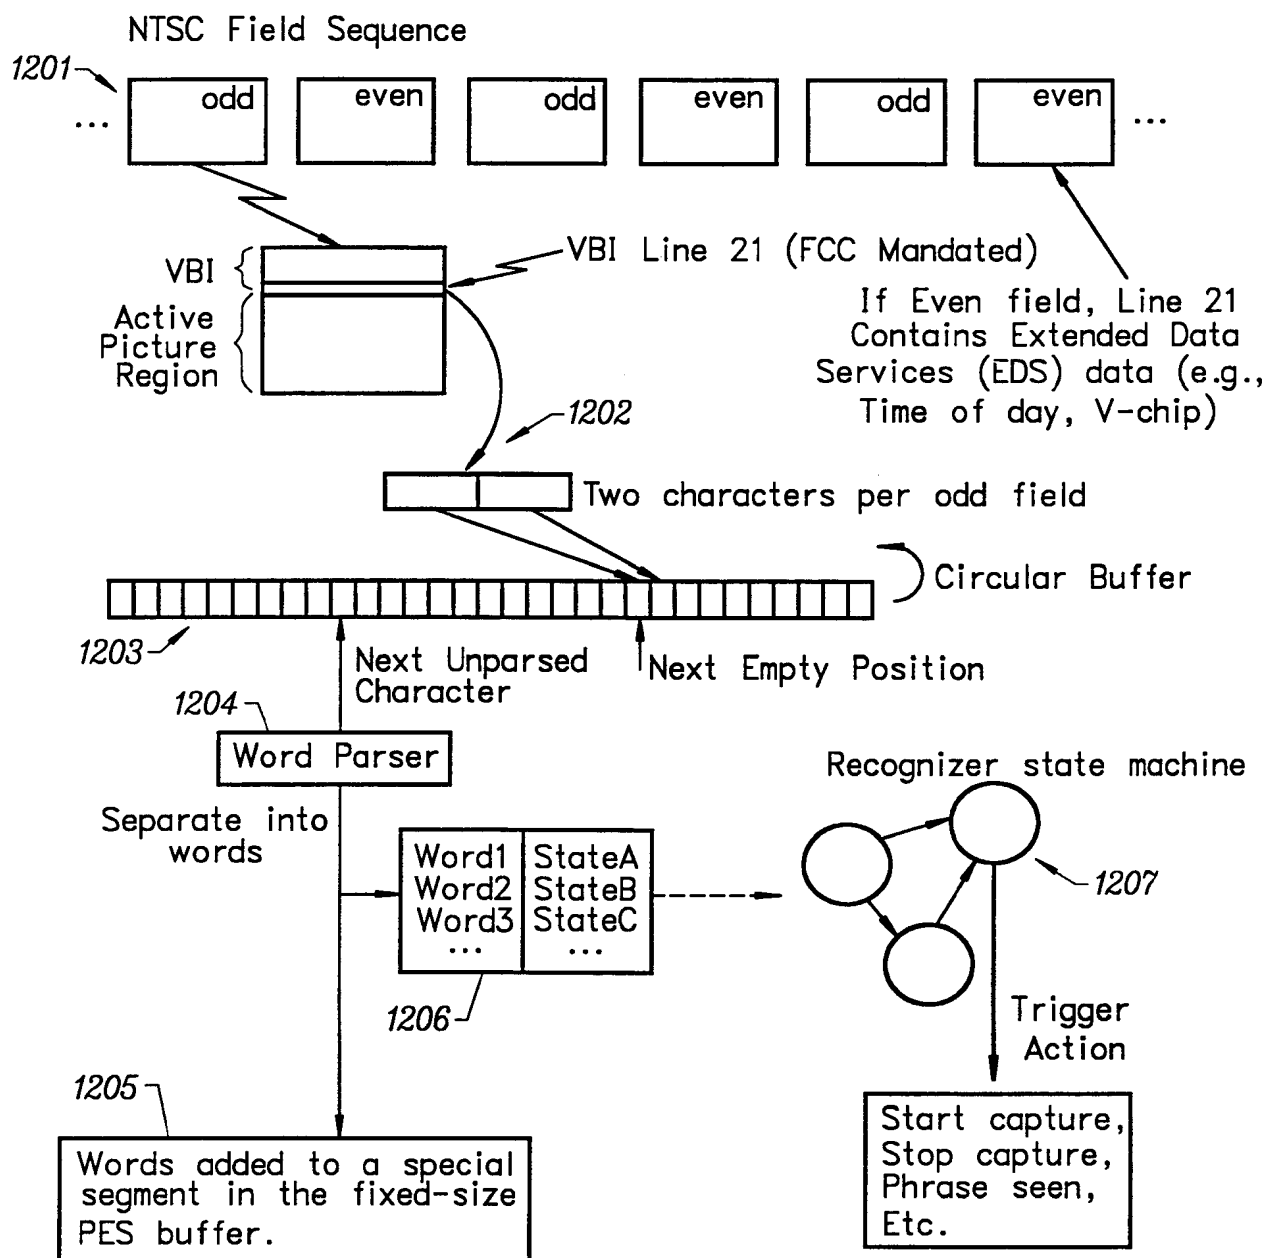 NTSC Field Sequence
1201
... odd even odd even odd even ...
VBI
VBI Line 21 (FCC Mandated)
Active
Picture
Region
If Even field, Line 21
Contains Extended Data
Services (EDS) data (e.g.,
Time of day, V-chip)
1202
Two characters per odd field
Circular Buffer
1203
Next Unparsed
Character
Next Empty Position
1204
Word Parser
Recognizer state machine
Separate into
words
Word1 StateA
Word2 StateB
Word3 StateC
... ...
1207
1206
Trigger
Action
1205
Words added to a special
segment in the fixed-size
PES buffer.
Start capture,
Stop capture,
Phrase seen,
Etc.